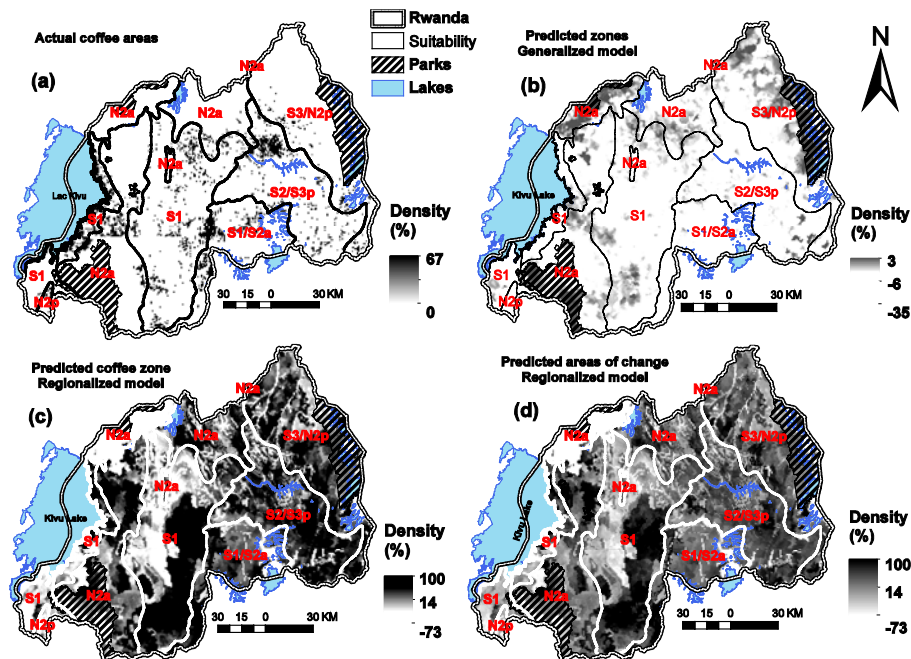 Actual coffee areas
(a)
Rwanda
Suitability
Parks
Lakes
N2a
N2a
N2a
S3/N2p
N2a
Lac Kivu
S2/S3p
S1
S1
S1/S2a
S1
N2a
N2p
Density
(%)
67
0
30 15 0 30 KM
Predicted zones
Generalized model
(b)
N
N2a
N2a
N2a
S3/N2p
N2a
Kivu Lake
S2/S3p
S1
S1
S1/S2a
S1
N2a
N2p
Density
(%)
3
-6
-35
30 15 0 30 KM
Predicted coffee zone
Regionalized model
(c)
N2a
N2a
N2a
S3/N2p
N2a
Kivu Lake
S2/S3p
S1
S1
S1/S2a
S1
N2a
N2p
Density
(%)
100
14
-73
30 15 0 30 KM
Predicted areas of change
Regionalized model
(d)
N2a
N2a
N2a
S3/N2p
N2a
Kivu Lake
S2/S3p
S1
S1
S1/S2a
S1
N2a
N2p
Density
(%)
100
14
-73
30 15 0 30 KM